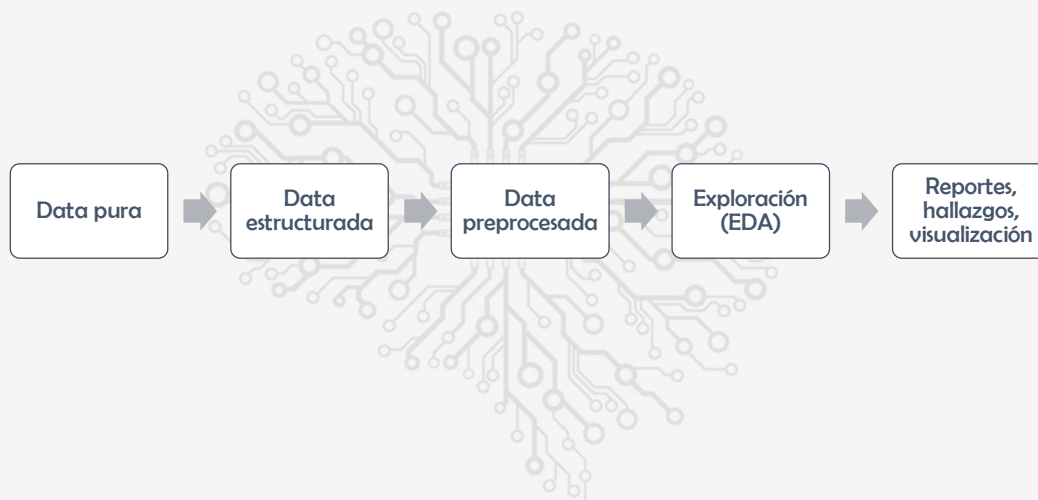 Data pura
Data
estructurada
Data
preprocesada
Exploración
(EDA)
Reportes,
hallazgos,
visualización